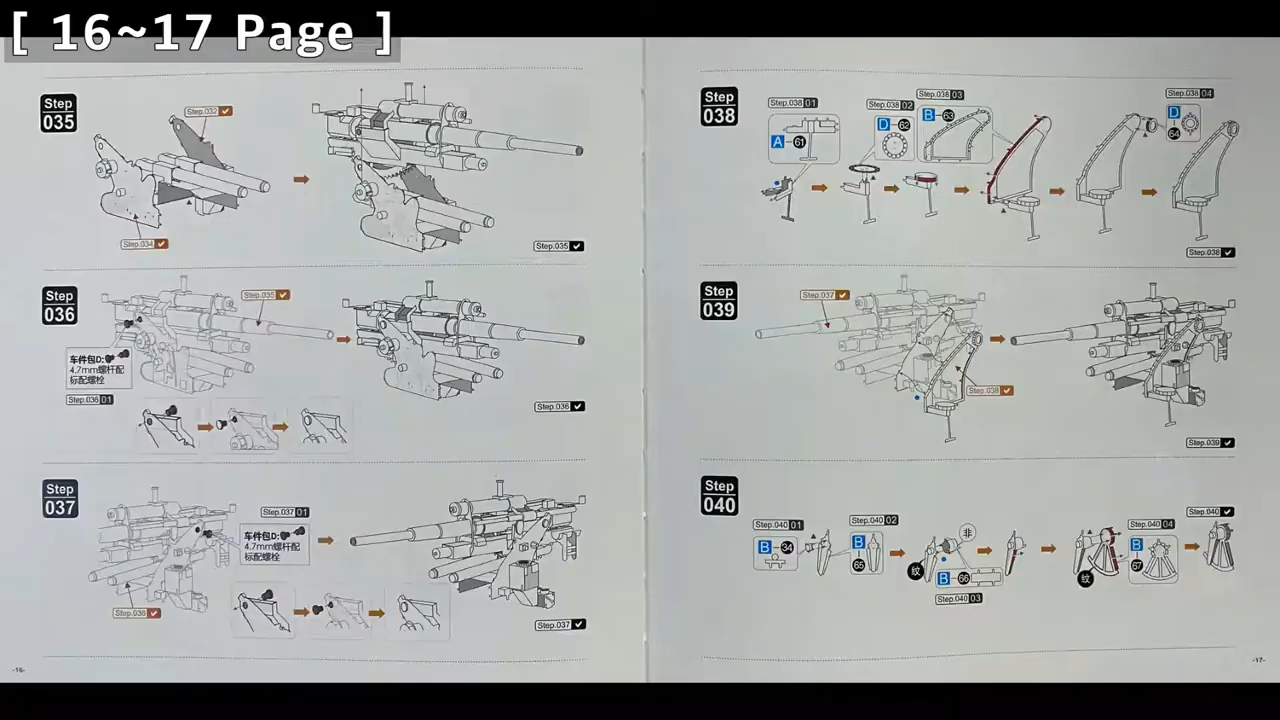 [ 16~17 Page ]
Step
035
Step.032
Step.034
Step.035
Step
036
Step.035
车件包D:
4.7mm螺杆配
标配螺栓
Step.036 01
Step.036
Step
037
Step.037 01
车件包D:
4.7mm螺杆配
标配螺栓
Step.036
Step.037
-16-
Step
038
Step.038 01
A 61
Step.038 02
D 62
Step.038 03
B 63
Step.038 04
D
64
Step.038
Step
039
Step.037
Step.038
Step.039
Step
040
Step.040 01
B 34
Step.040 02
B
65
纹
非
B 66
Step.040 03
纹
Step.040 04
B
67
Step.040
-17-